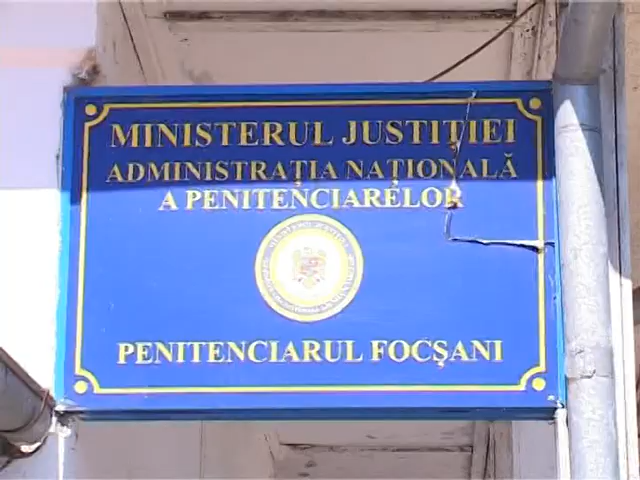 MINISTERUL JUSTIŢIEI
ADMINISTRAŢIA NAŢIONALĂ
A PENITENCIARELOR
PENITENCIARUL FOCŞANI